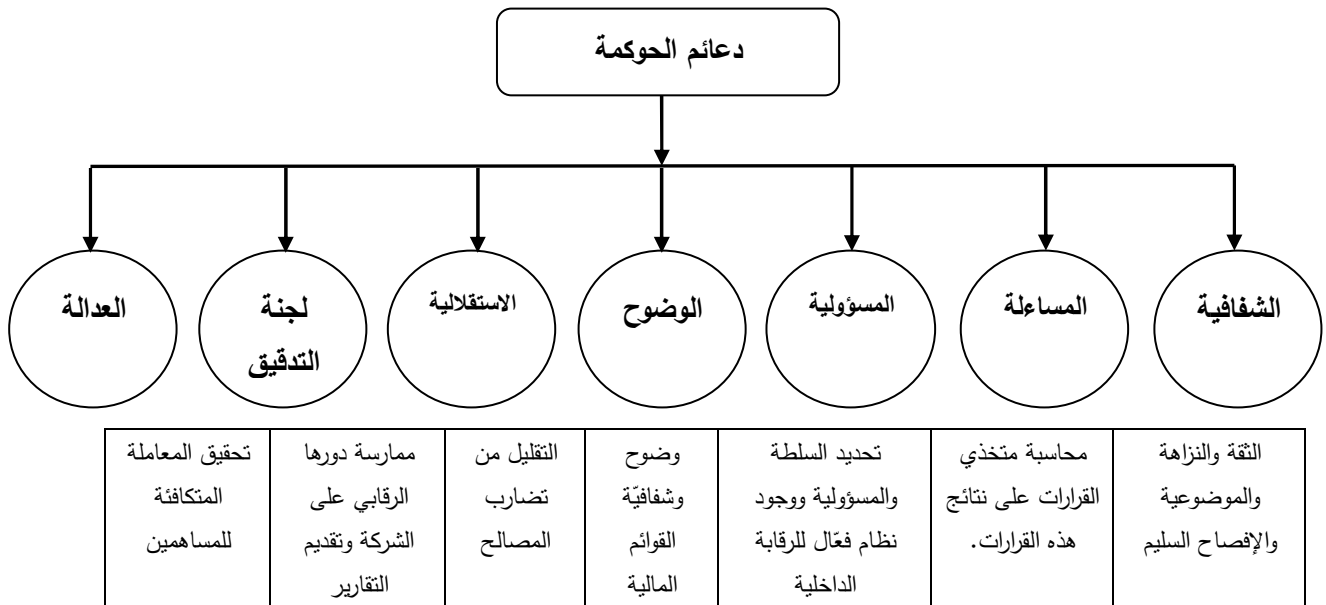 دعائم الحوكمة
الشفافية
المساءلة
المسؤولية
الوضوح
الاستقلالية
لجنة
التدقيق
العدالة
الثقة والنزاهة
والموضوعية
والإفصاح السليم
محاسبة متخذي
القرارات على نتائج
هذه القرارات.
تحديد السلطة
والمسؤولية ووجود
نظام فعّال للرقابة
الداخلية
وضوح
وشفافيّة
القوائم
المالية
التقليل من
تضارب
المصالح
ممارسة دورها
الرقابي على
الشركة وتقديم
التقارير
تحقيق المعاملة
المتكافئة
للمساهمين